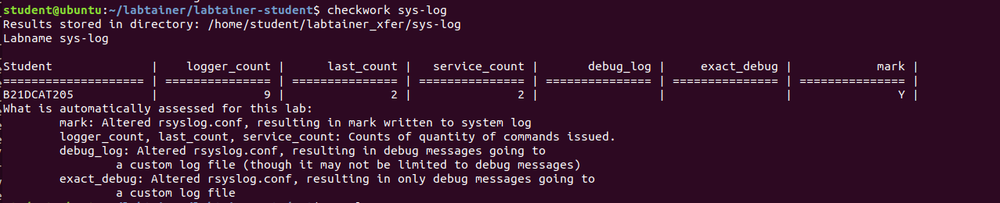 student@ubuntu:~/labtainer/labtainer-student$ checkwork sys-log
Results stored in directory: /home/student/labtainer_xfer/sys-log
Labname sys-log
Student | logger_count | last_count | service_count | debug_log | exact_debug | mark |
==================== | =============== | =============== | =============== | =============== | =============== | =============== |
B21DCAT205 | 9 | 2 | 2 | | | Y |
What is automatically assessed for this lab:
mark: Altered rsyslog.conf, resulting in mark written to system log
logger_count, last_count, service_count: Counts of quantity of commands issued.
debug_log: Altered rsyslog.conf, resulting in debug messages going to
a custom log file (though it may not be limited to debug messages)
exact_debug: Altered rsyslog.conf, resulting in only debug messages going to
a custom log file